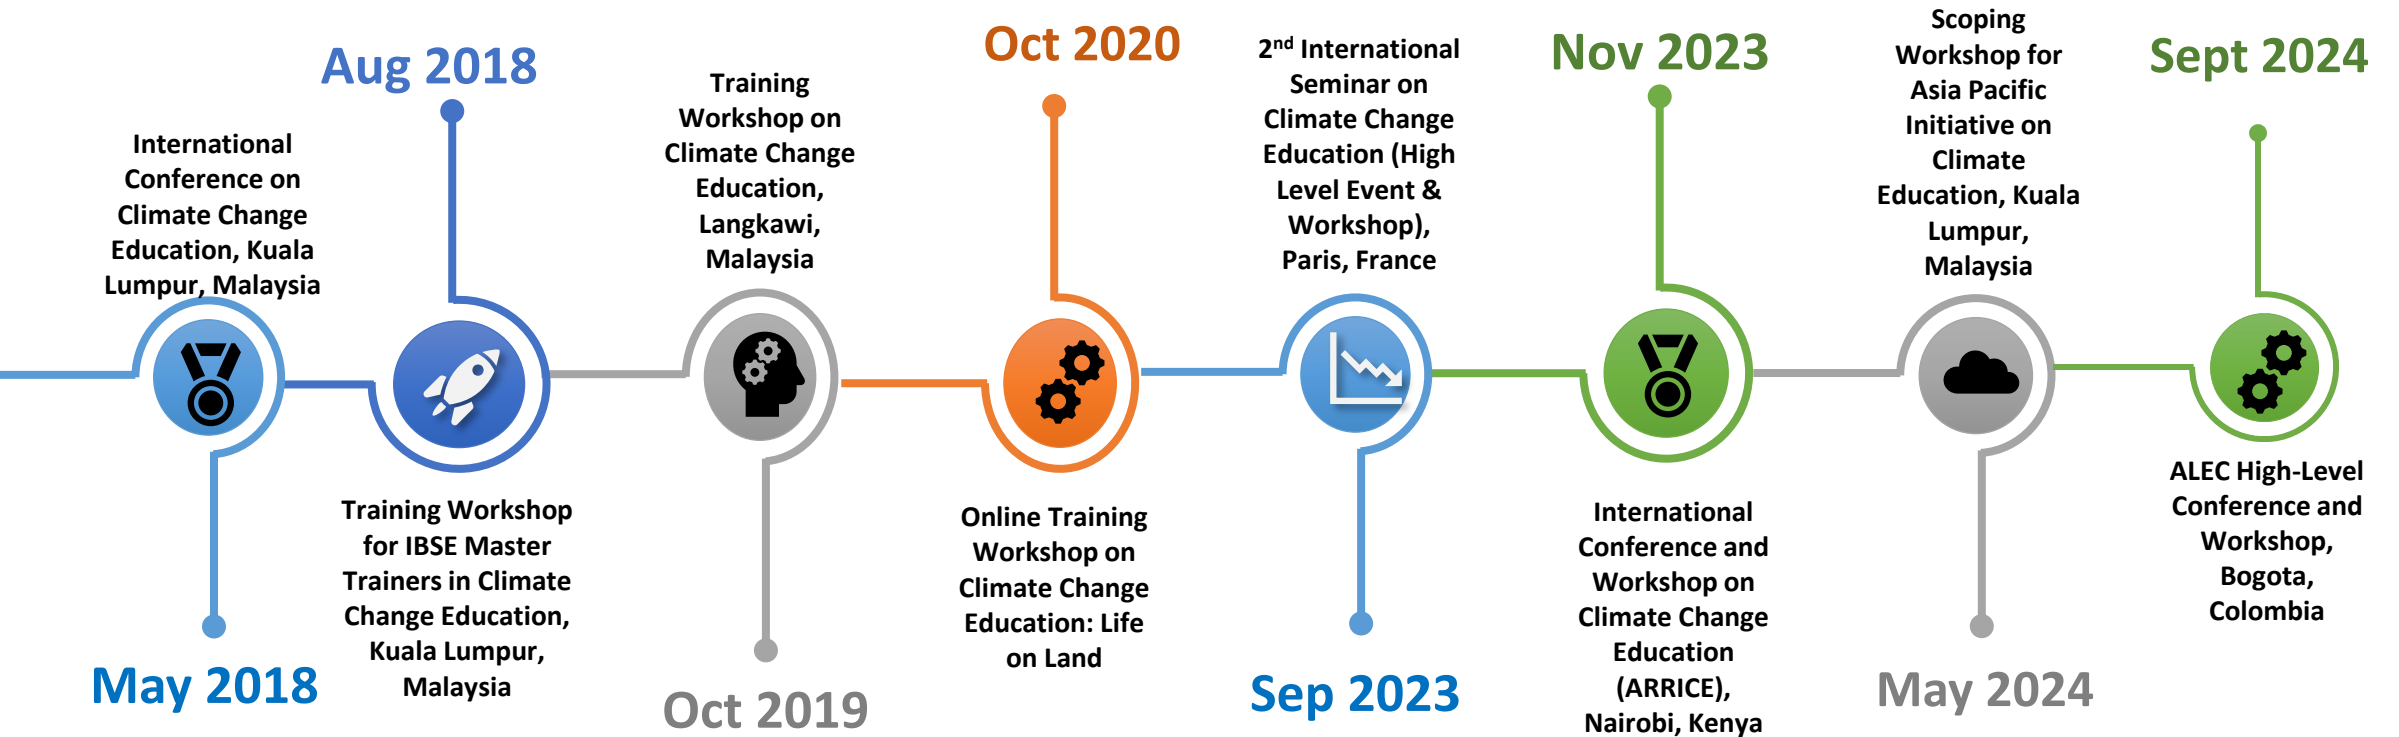 International
Conference on
Climate Change
Education, Kuala
Lumpur, Malaysia
May 2018
Aug 2018
Training Workshop
for IBSE Master
Trainers in Climate
Change Education,
Kuala Lumpur,
Malaysia
Training
Workshop on
Climate Change
Education,
Langkawi,
Malaysia
Oct 2019
Oct 2020
Online Training
Workshop on
Climate Change
Education: Life
on Land
2nd International
Seminar on
Climate Change
Education (High
Level Event &
Workshop),
Paris, France
Sep 2023
Nov 2023
International
Conference and
Workshop on
Climate Change
Education
(ARRICE),
Nairobi, Kenya
Scoping
Workshop for
Asia Pacific
Initiative on
Climate
Education, Kuala
Lumpur,
Malaysia
May 2024
Sept 2024
ALEC High-Level
Conference and
Workshop,
Bogota,
Colombia